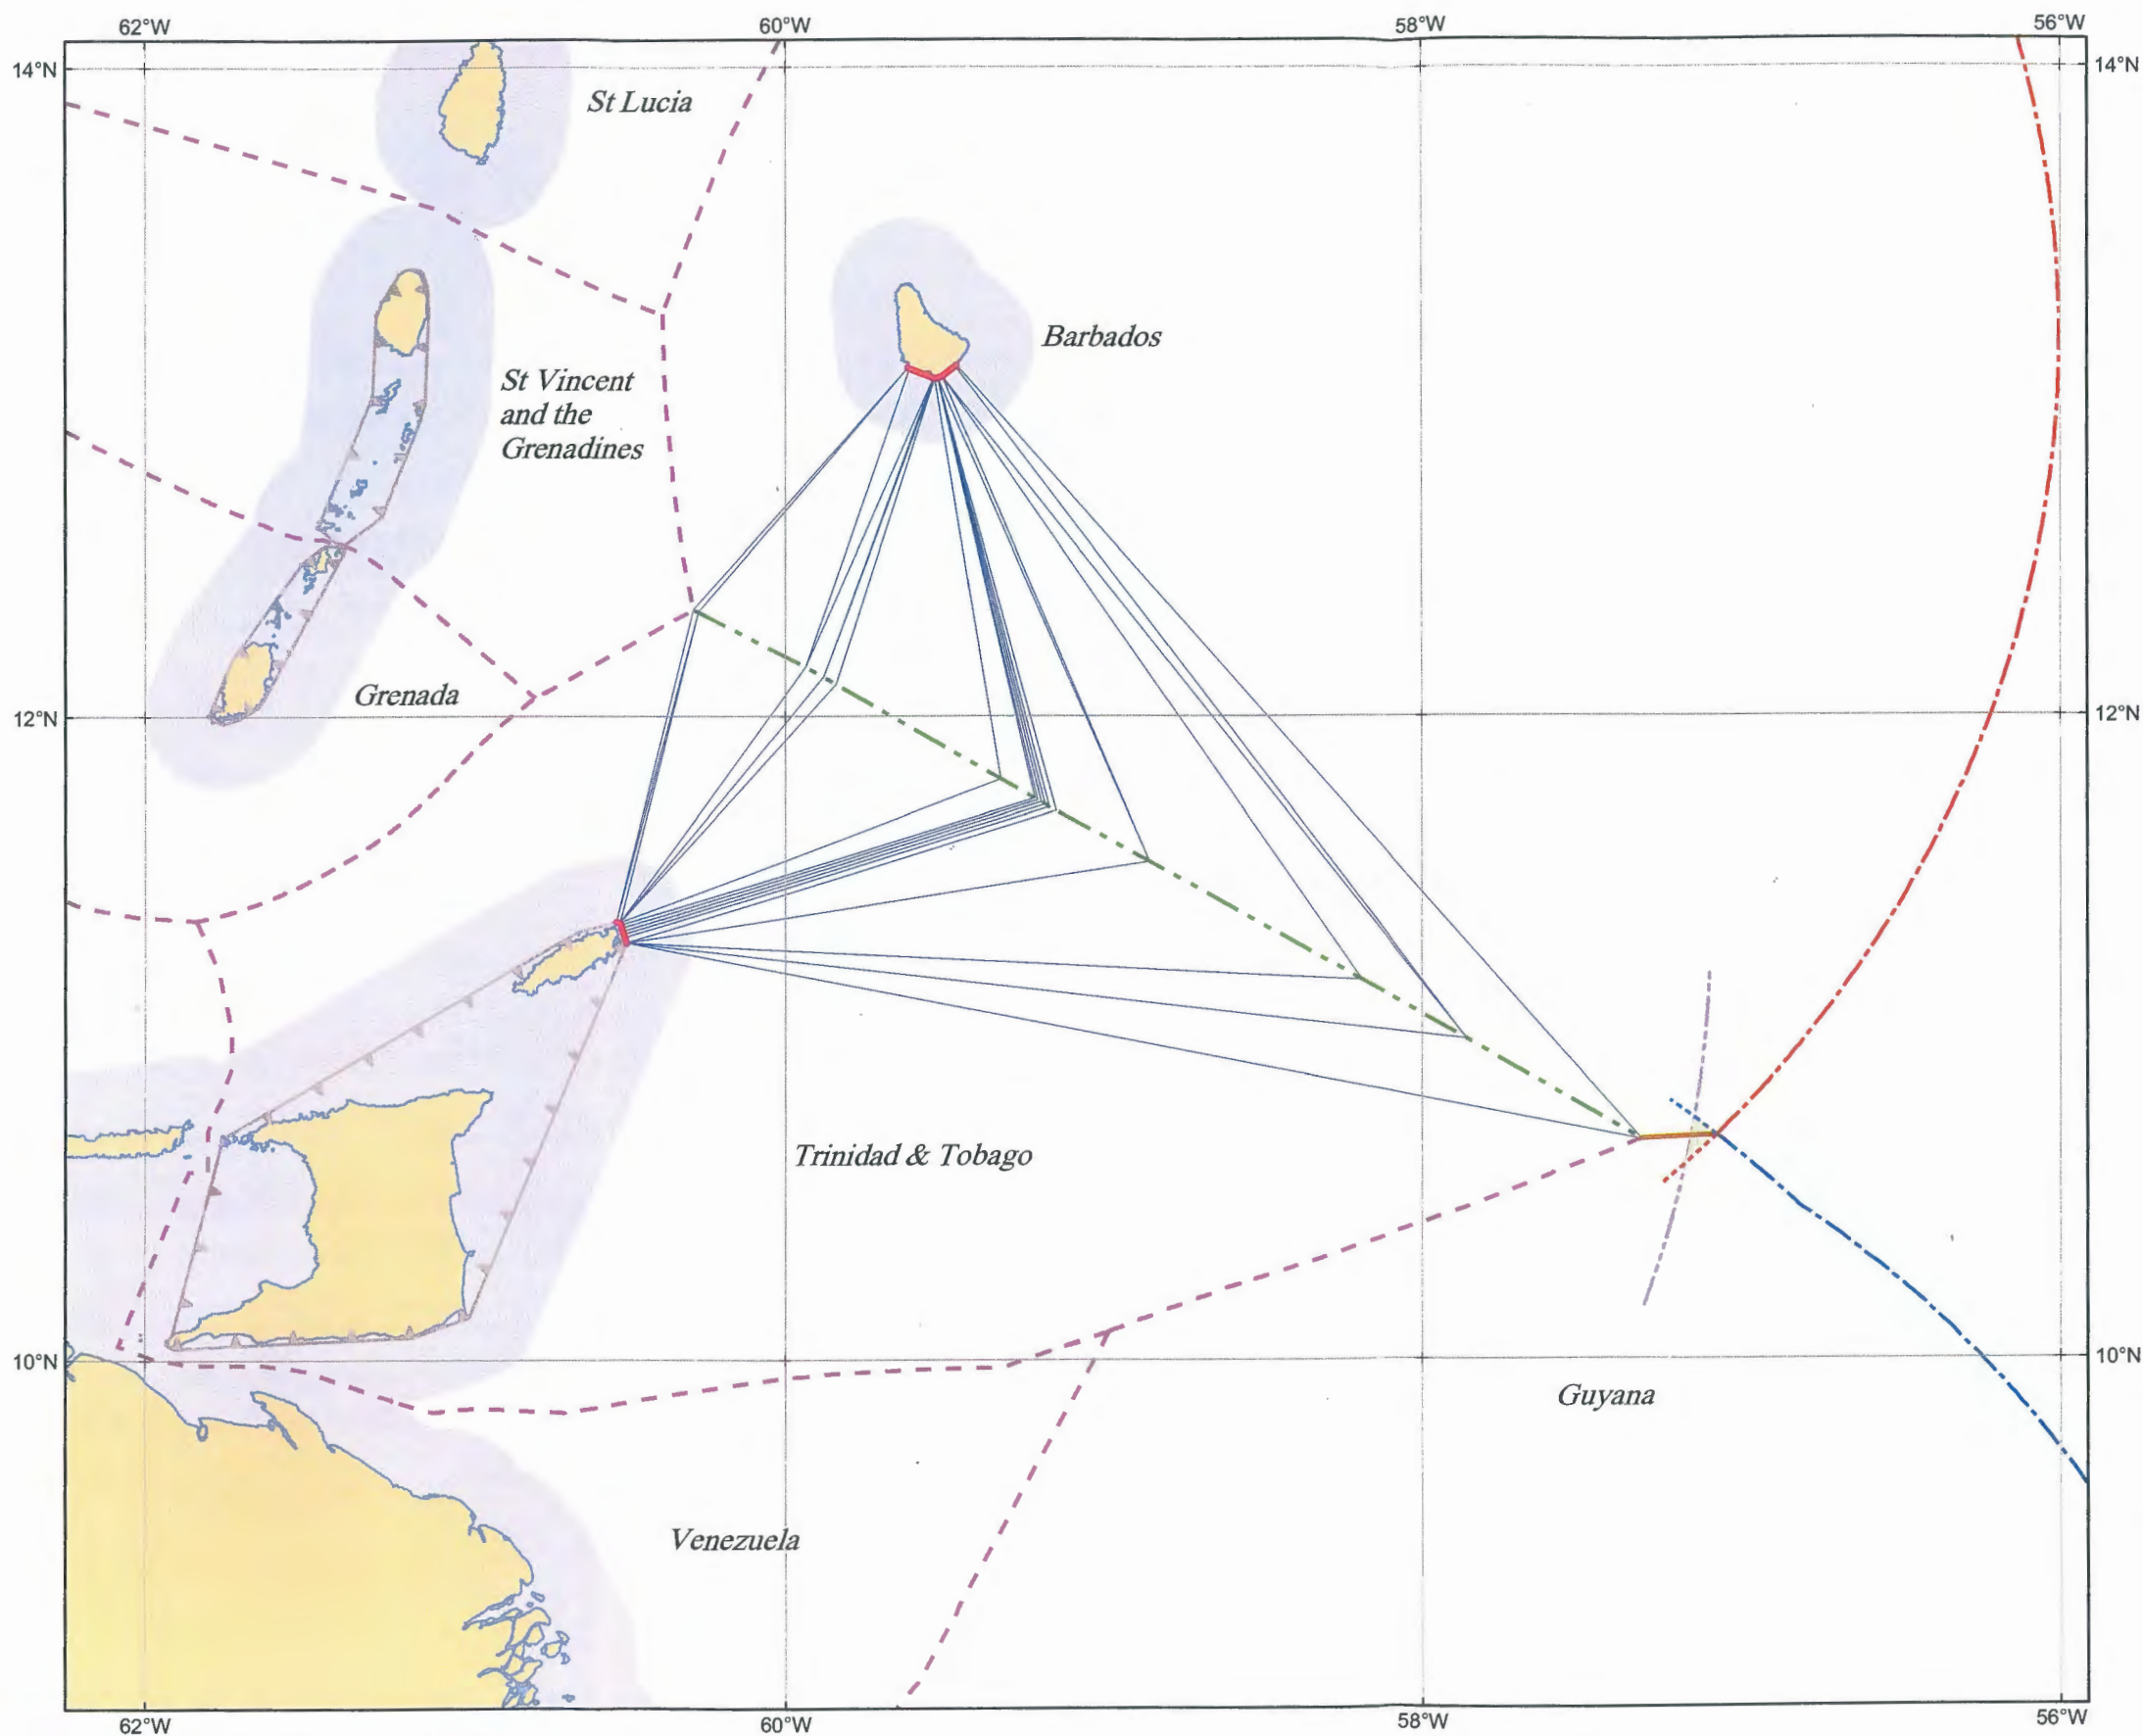 62°W
60°W
58°W
56°W
14°N
14°N
St Lucia
Barbados
St Vincent
and the
Grenadines
Grenada
12°N
12°N
Trinidad & Tobago
10°N
10°N
Guyana
Venezuela
62°W
60°W
58°W
56°W